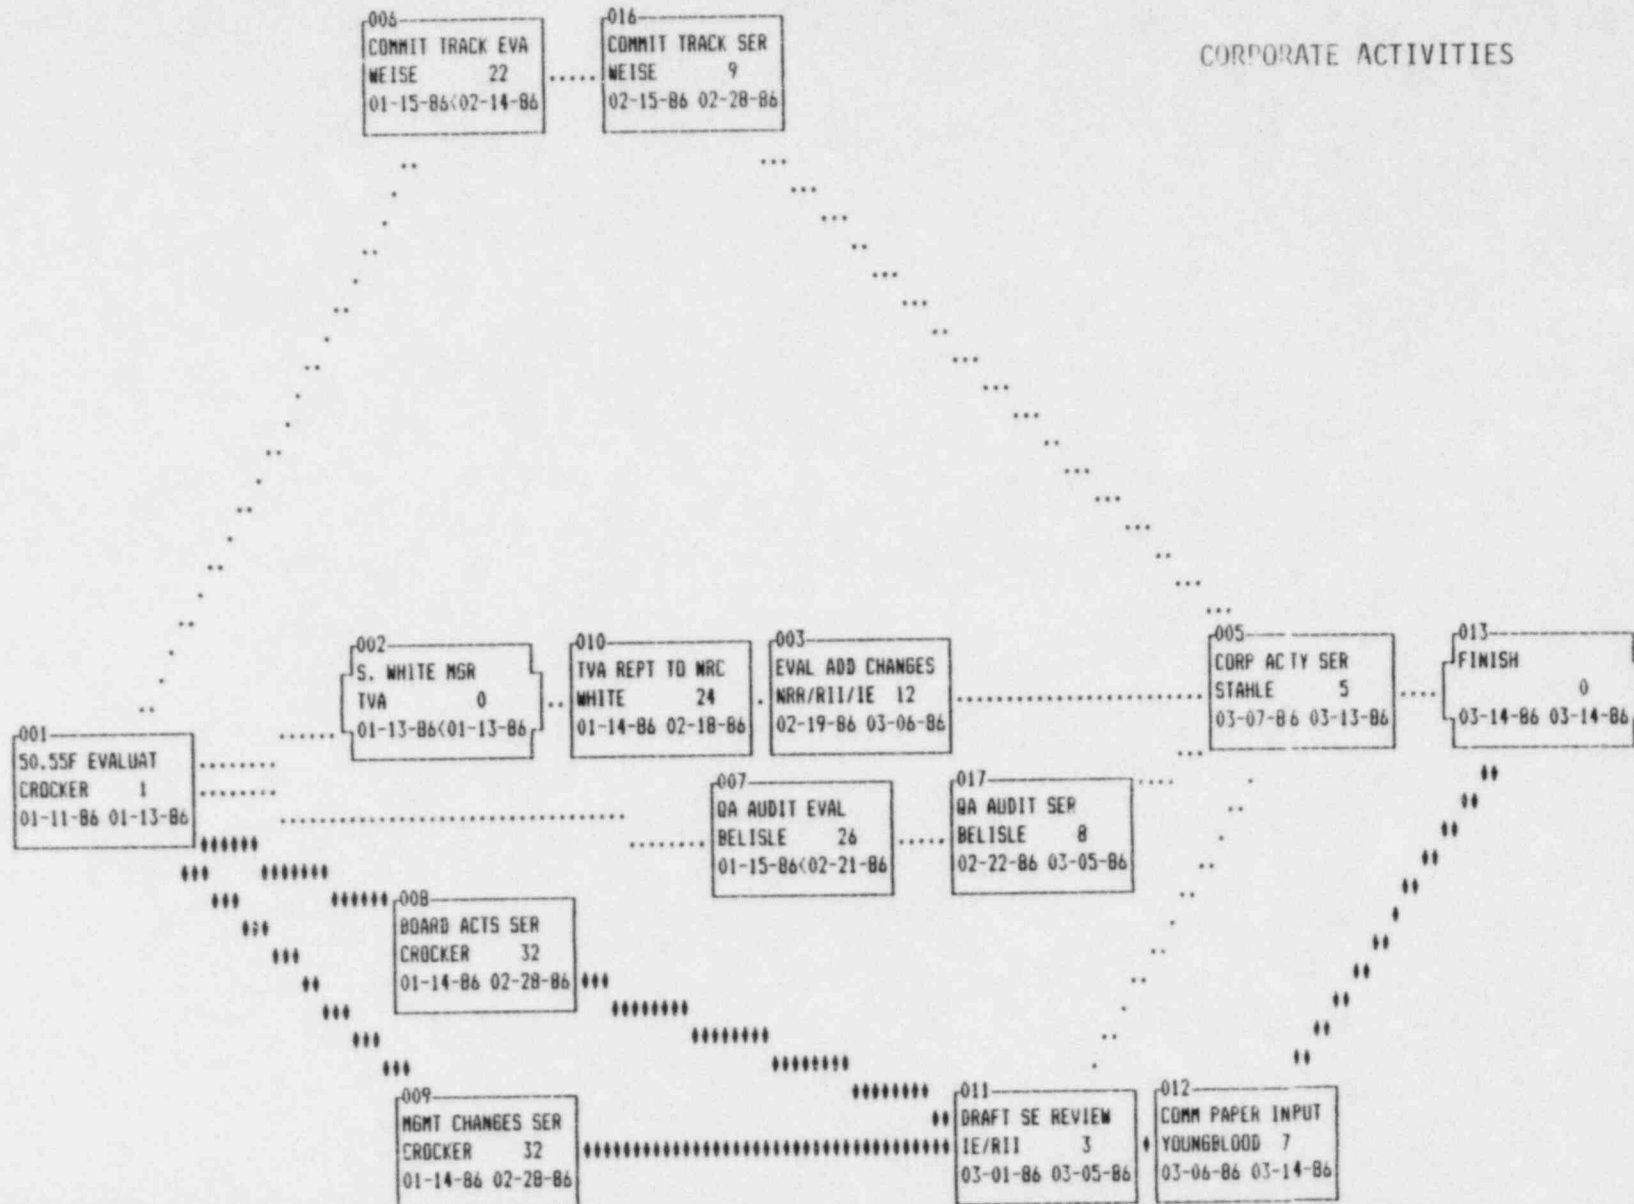 CORPORATE ACTIVITIES
006
COMMIT TRACK EVA
WEISE 22
01-15-86<02-14-86
016
COMMIT TRACK SER
WEISE 9
02-15-86 02-28-86
002
S. WHITE MGR
TVA 0
01-13-86<01-13-86
010
TVA REPT TO NRC
WHITE 24
01-14-86 02-18-86
003
EVAL ADD CHANGES
NRR/RII/IE 12
02-19-86 03-06-86
005
CORP ACTY SER
STAHLE 5
03-07-86 03-13-86
013
FINISH
0
03-14-86 03-14-86
001
50.55F EVALUAT
CROCKER 1
01-11-86 01-13-86
007
QA AUDIT EVAL
BELISLE 26
01-15-86<02-21-86
017
QA AUDIT SER
BELISLE 8
02-22-86 03-05-86
008
BOARD ACTS SER
CROCKER 32
01-14-86 02-28-86
009
MGMT CHANGES SER
CROCKER 32
01-14-86 02-28-86
011
DRAFT SE REVIEW
IE/RII 3
03-01-86 03-05-86
012
COMM PAPER INPUT
YOUNGBLOOD 7
03-06-86 03-14-86